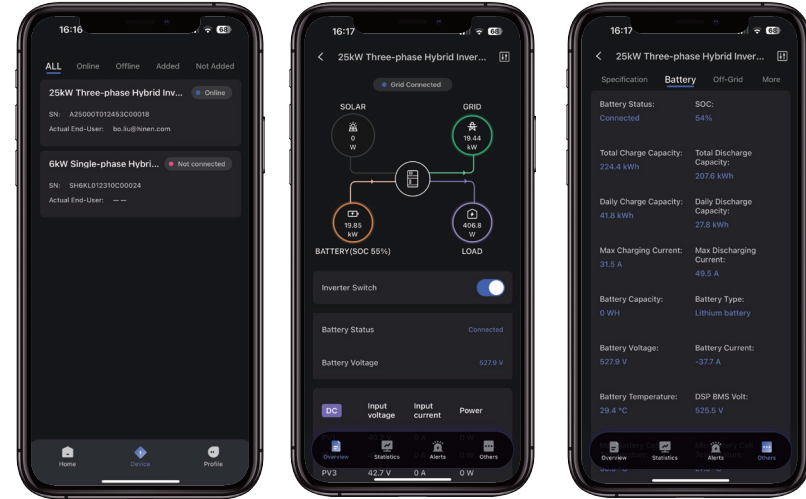 16:16
68
ALL Online Offline Added Not Added
25kW Three-phase Hybrid Inv... Online
SN: A25000T012453C00018
Actual End-User: bo.liu@hinen.com
6kW Single-phase Hybri... Not connected
SN: SH6KL012310C00024
Actual End-User: — —
Home Device Profile
16:17
68
25kW Three-phase Hybrid Inver...
Grid Connected
SOLAR GRID
0
W
19.44
kW
19.85
kW
406.8
W
BATTERY(SOC 55%) LOAD
Inverter Switch
Battery Status Connected
Battery Voltage 527.9 V
DC Input voltage Input current Power
Overview Statistics Alerts Others
PV3 42.7 V 0 A 0 W
16:17
68
25kW Three-phase Hybrid Inver...
Specification Battery Off-Grid More
Battery Status: SOC:
Connected 54%
Total Charge Capacity: Total Discharge Capacity:
224.4 kWh 207.6 kWh
Daily Charge Capacity: Daily Discharge Capacity:
41.8 kWh 27.8 kWh
Max Charging Current: Max Discharging Current:
31.5 A 49.5 A
Battery Capacity: Battery Type:
0 WH Lithium battery
Battery Voltage: Battery Current:
527.9 V -37.7 A
Battery Temperature: DSP BMS Volt:
29.4 °C 525.5 V
Overview Statistics Alerts Others